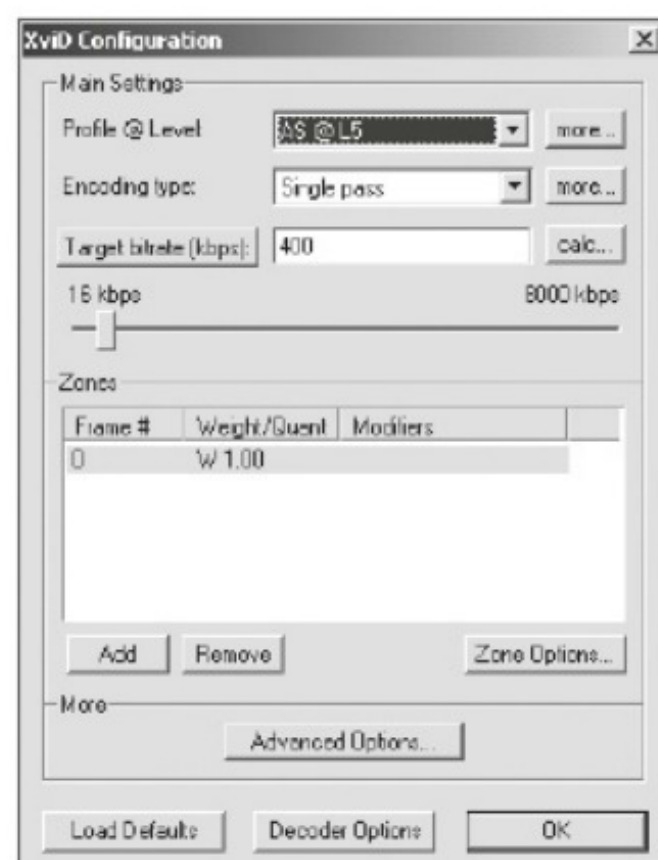 XviD Configuration
Main Settings
Profile @ Level: AS @ L5 more...
Encoding type: Single pass more...
Target bitrate (kbps): 400 calc...
16 kbps 8000 kbps
Zones
Frame # Weight/Quant Modifiers
0 W 1.00
Add Remove Zone Options...
More
Advanced Options...
Load Defaults Decoder Options OK